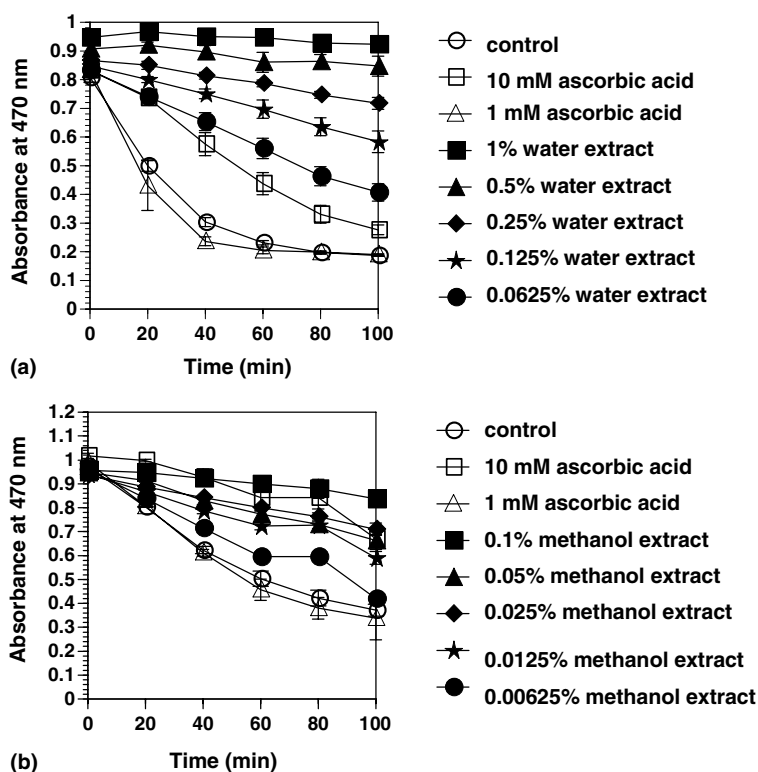 1
0.9
0.8
0.7
0.6
0.5
0.4
0.3
0.2
0.1
0
Absorbance at 470 nm
0 20 40 60 80 100
Time (min)
(a)
control
10 mM ascorbic acid
1 mM ascorbic acid
1% water extract
0.5% water extract
0.25% water extract
0.125% water extract
0.0625% water extract
1.2
1.1
1
0.9
0.8
0.7
0.6
0.5
0.4
0.3
0.2
0.1
0
Absorbance at 470 nm
0 20 40 60 80 100
Time (min)
(b)
control
10 mM ascorbic acid
1 mM ascorbic acid
0.1% methanol extract
0.05% methanol extract
0.025% methanol extract
0.0125% methanol extract
0.00625% methanol extract